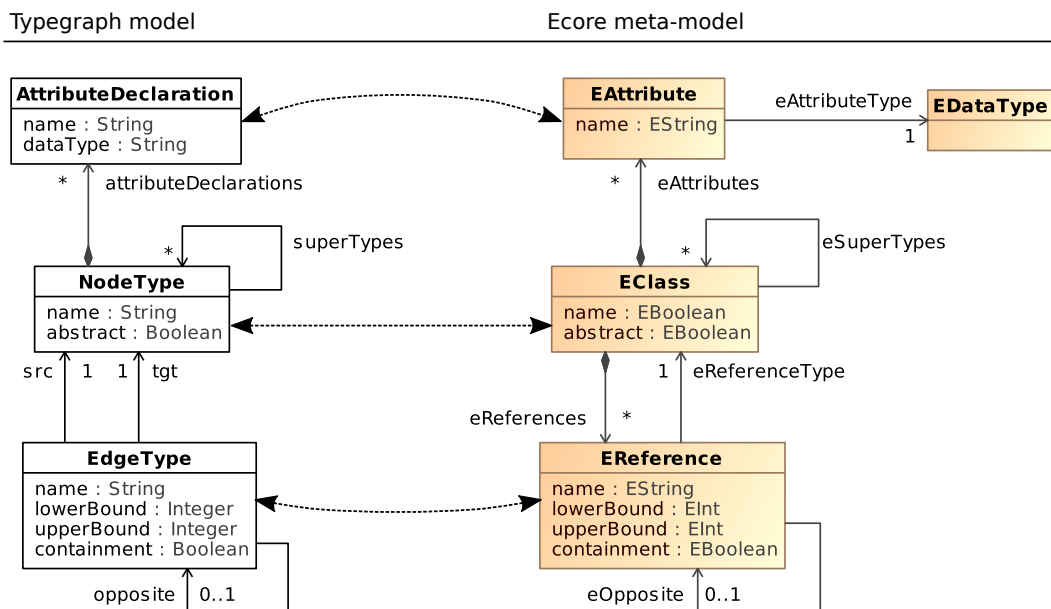 Typegraph model
Ecore meta-model
AttributeDeclaration
name : String
dataType : String
EAttribute
name : EString
eAttributeType
1
EDataType
* attributeDeclarations
* eAttributes
* superTypes
* eSuperTypes
NodeType
name : String
abstract : Boolean
EClass
name : EBoolean
abstract : EBoolean
src 1 1 tgt
1 eReferenceType
eReferences *
EdgeType
name : String
lowerBound : Integer
upperBound : Integer
containment : Boolean
EReference
name : EString
lowerBound : EInt
upperBound : EInt
containment : EBoolean
opposite 0..1
eOpposite 0..1